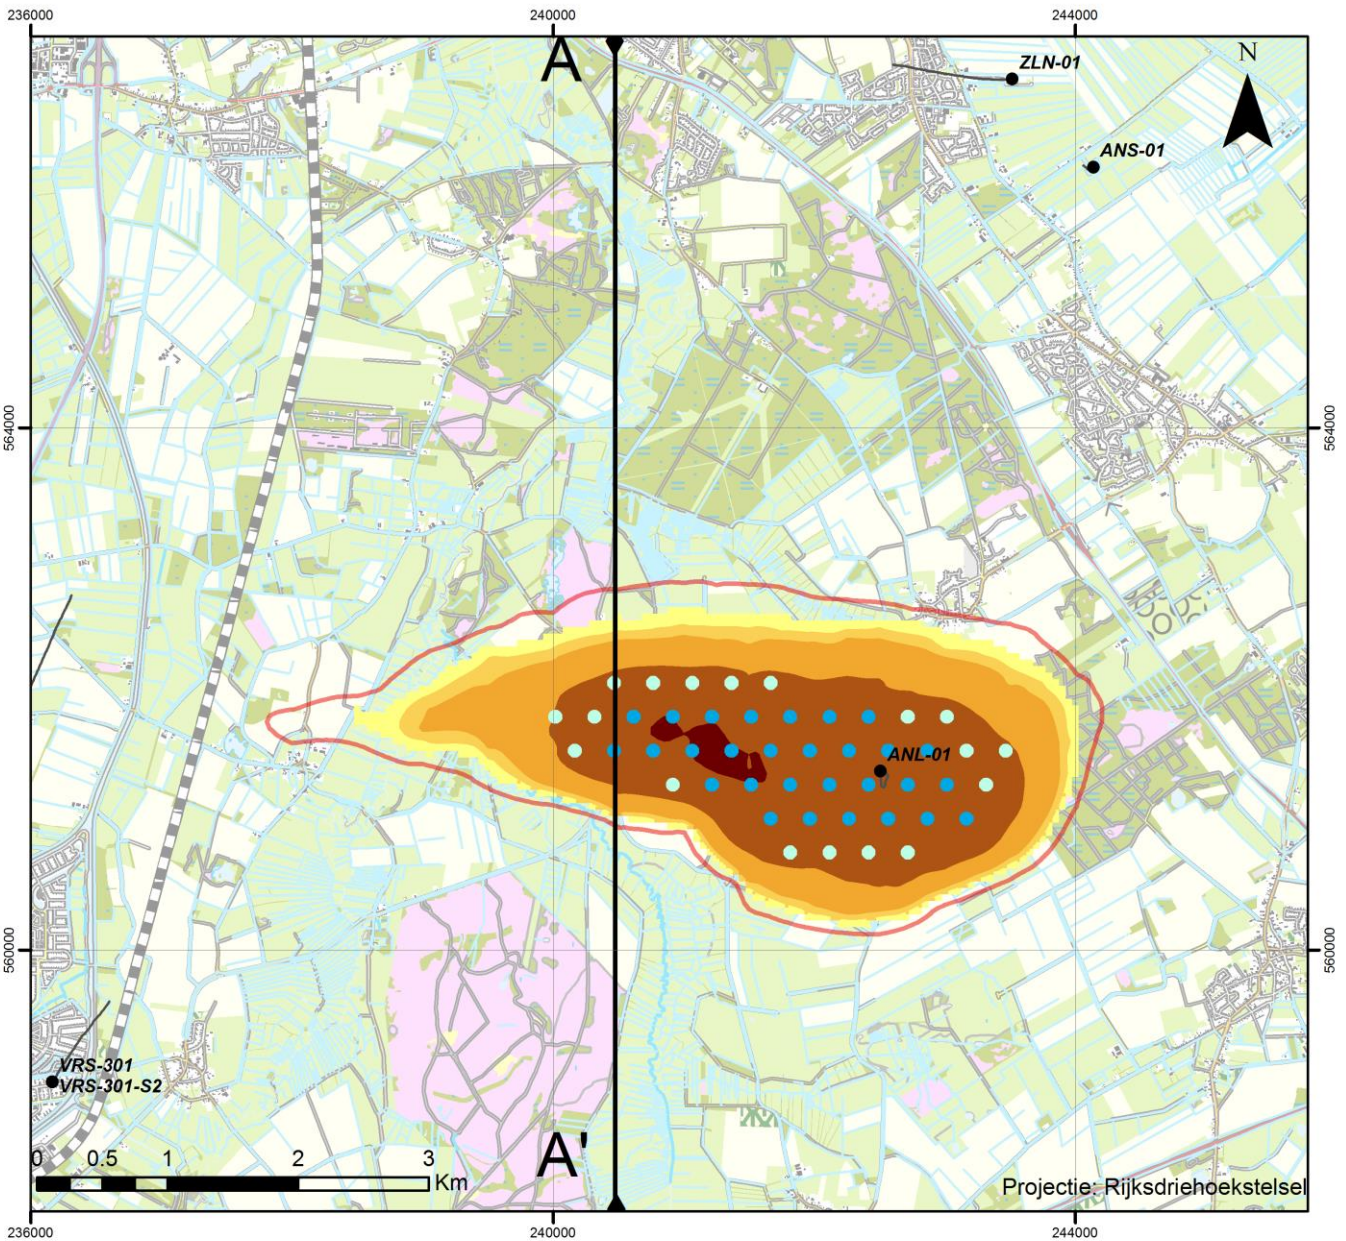 236000
240000
244000
A
N
ZLN-01
ANS-01
564000
564000
ANL-01
560000
560000
VRS-301
VRS-301-S2
A'
0 0.5 1 2 3
Km
Projectie: Rijksdriehoekstelsel
236000
240000
244000